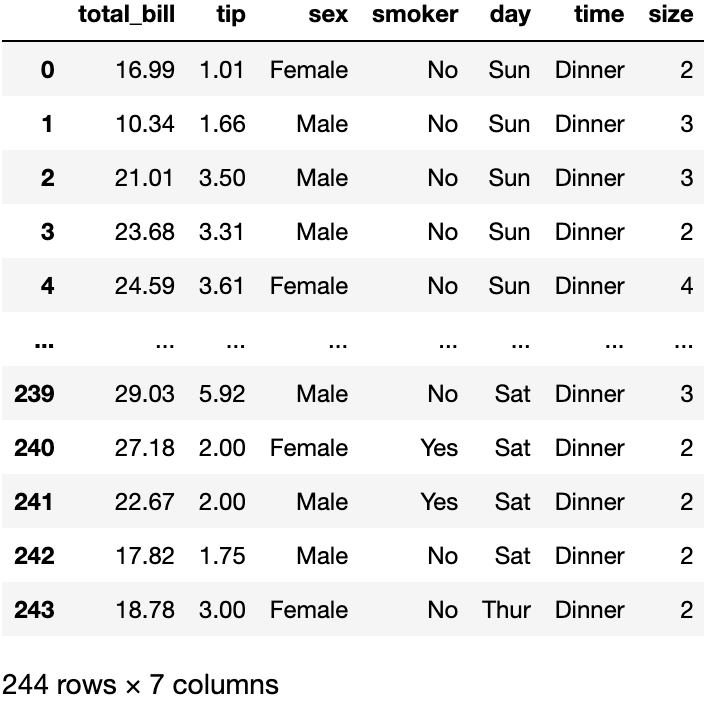 total_bill tip sex smoker day time size
0 16.99 1.01 Female No Sun Dinner 2
1 10.34 1.66 Male No Sun Dinner 3
2 21.01 3.50 Male No Sun Dinner 3
3 23.68 3.31 Male No Sun Dinner 2
4 24.59 3.61 Female No Sun Dinner 4
... ... ... ... ... ... ... ...
239 29.03 5.92 Male No Sat Dinner 3
240 27.18 2.00 Female Yes Sat Dinner 2
241 22.67 2.00 Male Yes Sat Dinner 2
242 17.82 1.75 Male No Sat Dinner 2
243 18.78 3.00 Female No Thur Dinner 2
244 rows × 7 columns